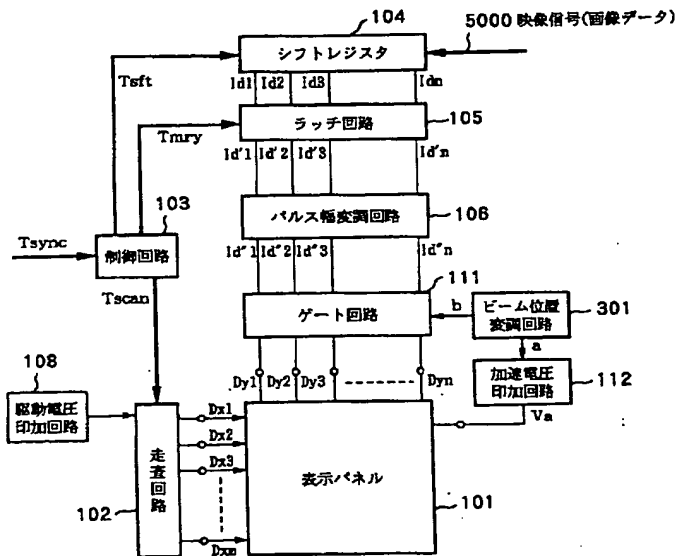 104
5000 映像信号(画像データ)
シフトレジスタ
Tsft
Id1 Id2 Id3 Idn
ラッチ回路
105
Tmry
Id'1 Id'2 Id'3 Id'n
103
パルス幅変調回路
106
Tsync
制御回路
Id"1 Id"2 Id"3 Id"n
111
Tscan
ゲート回路
b
ビーム位置
変調回路
301
a
108
Dy1 Dy2 Dy3 Dyn
加速電圧
印加回路
112
駆動電圧
印加回路
Va
Dx1
Dx2
Dx3
走査回路
表示パネル
102
101
Dxm